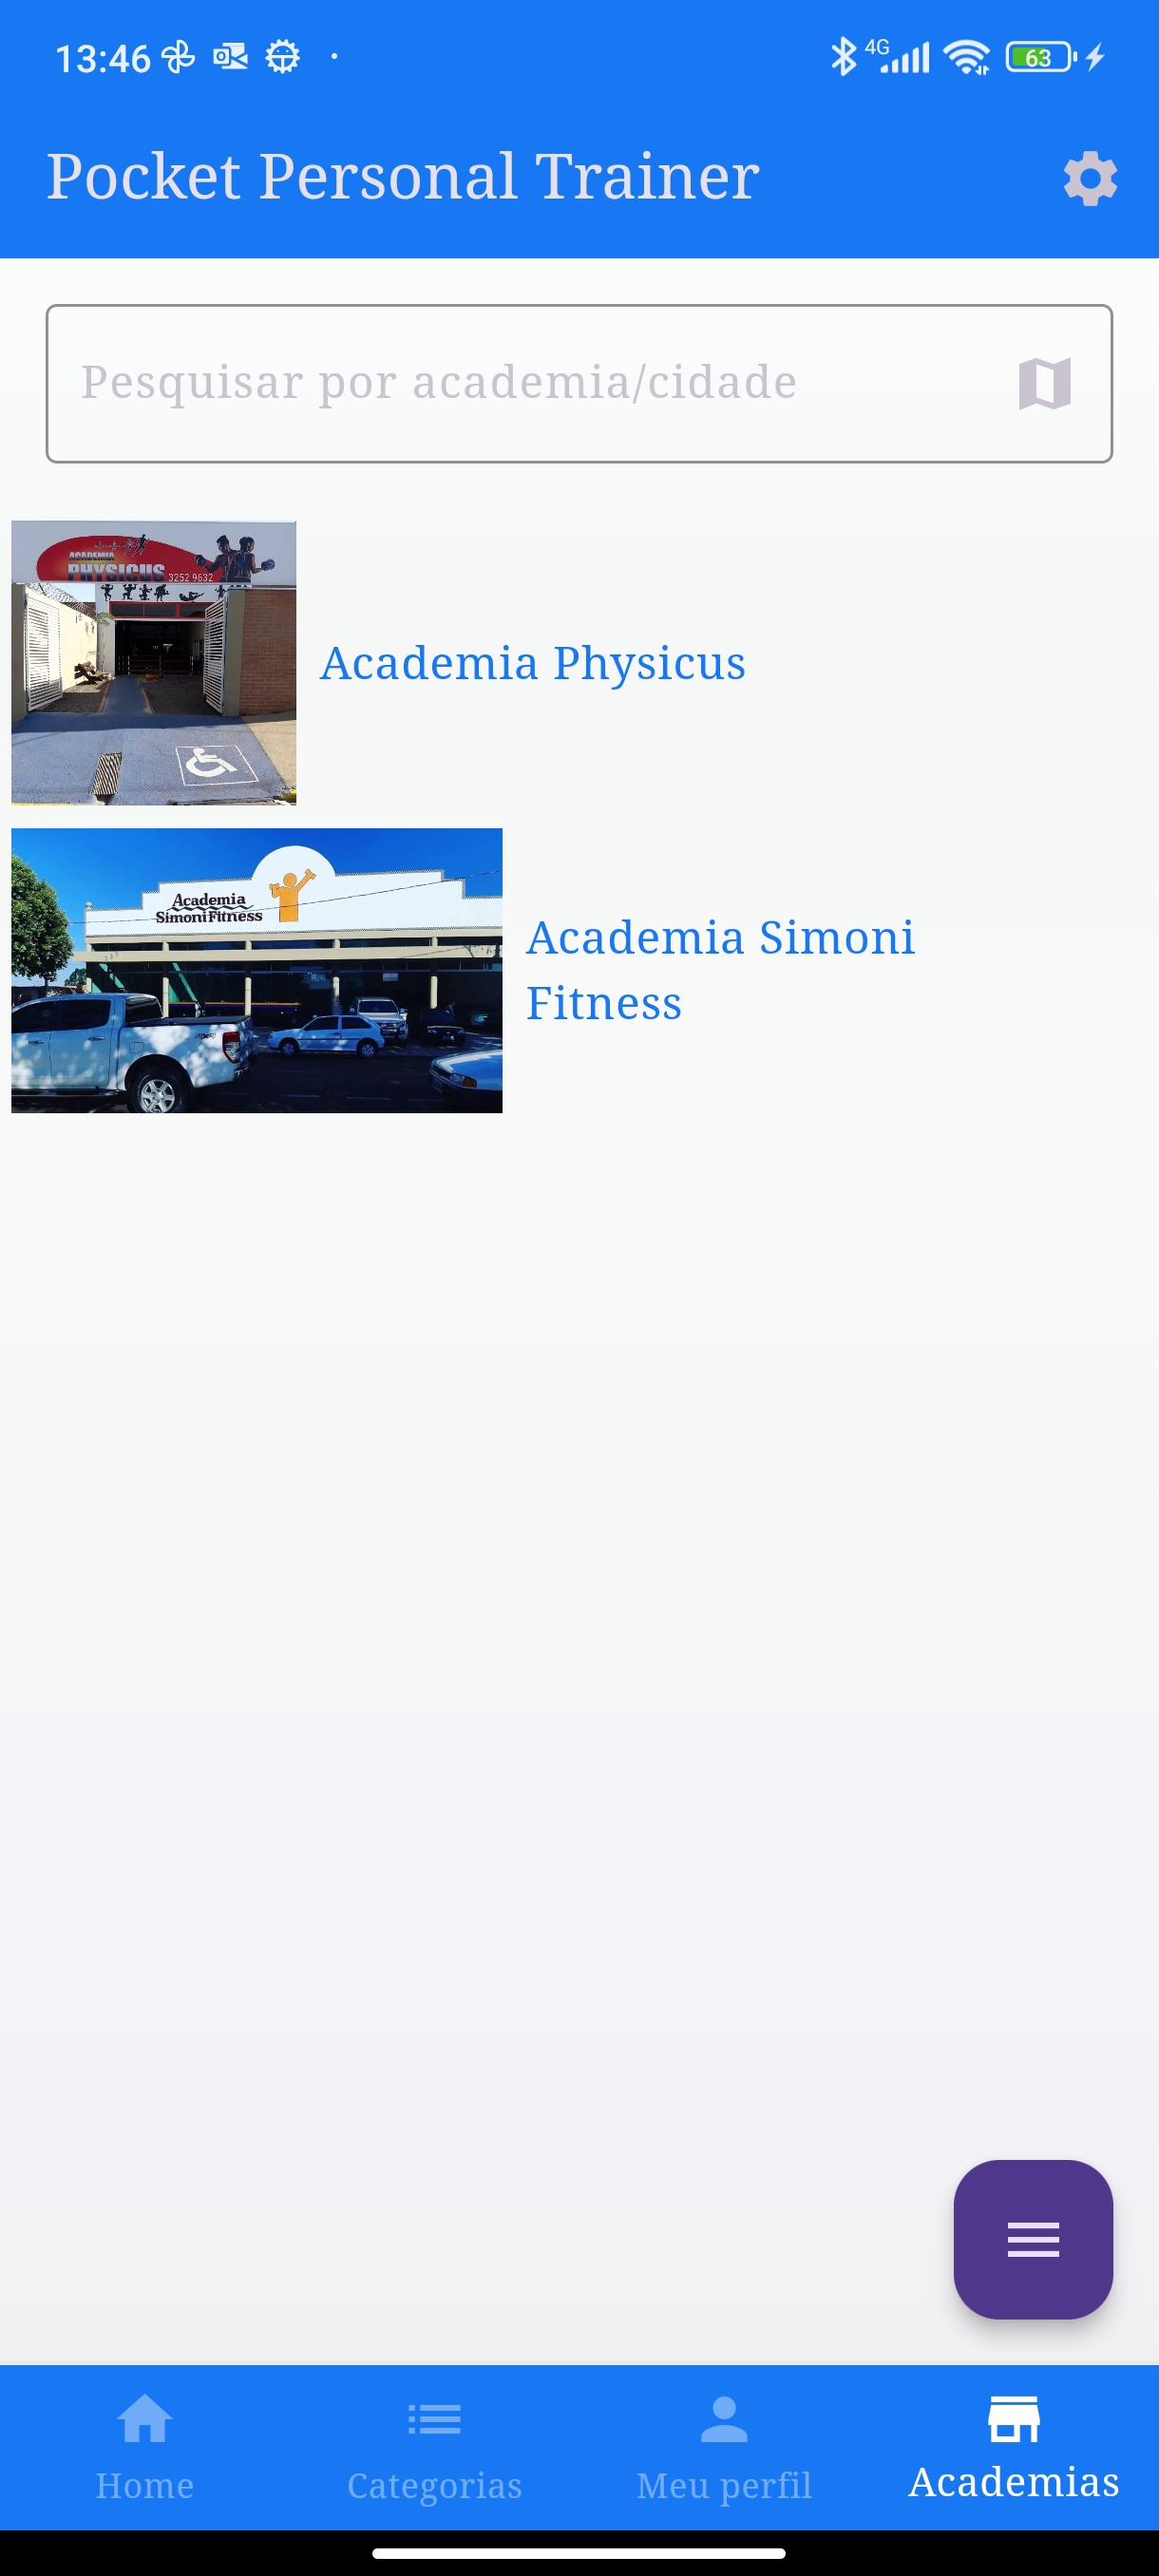 13:46
4G
63
Pocket Personal Trainer
Pesquisar por academia/cidade
ACADEMIA
PHYSICUS 3252 9632
Academia Physicus
Academia
Simoni Fitness
Academia Simoni
Fitness
Home
Categorias
Meu perfil
Academias